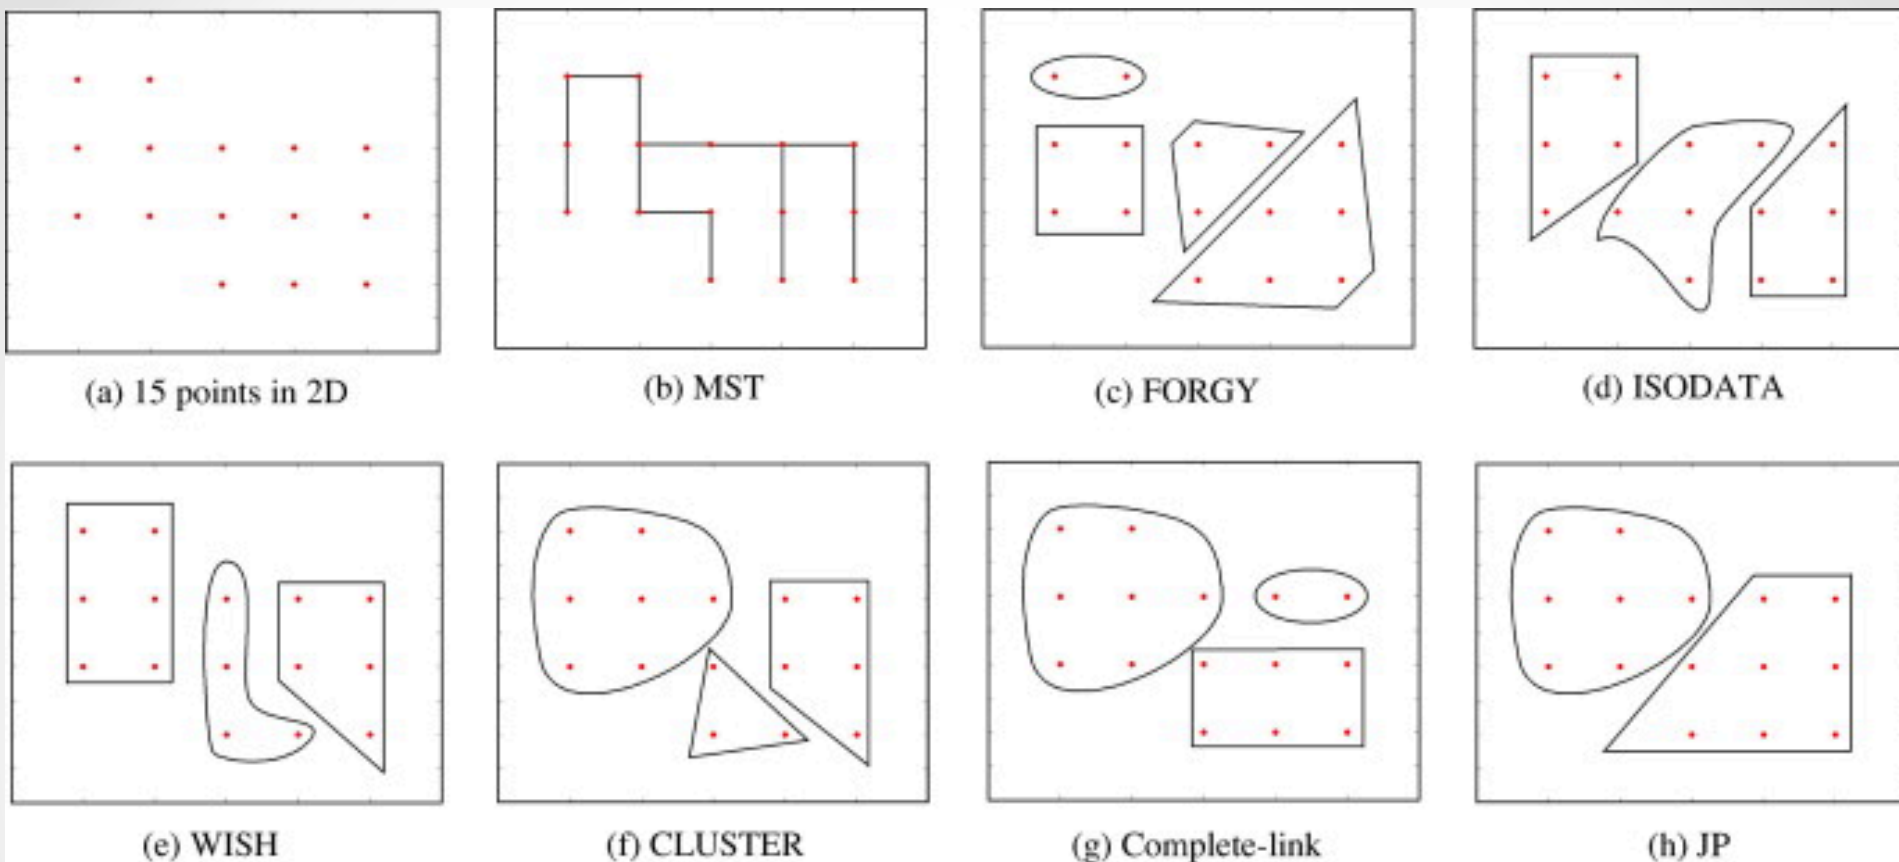 (a) 15 points in 2D
(b) MST
(c) FORGY
(d) ISODATA
(e) WISH
(f) CLUSTER
(g) Complete-link
(h) JP